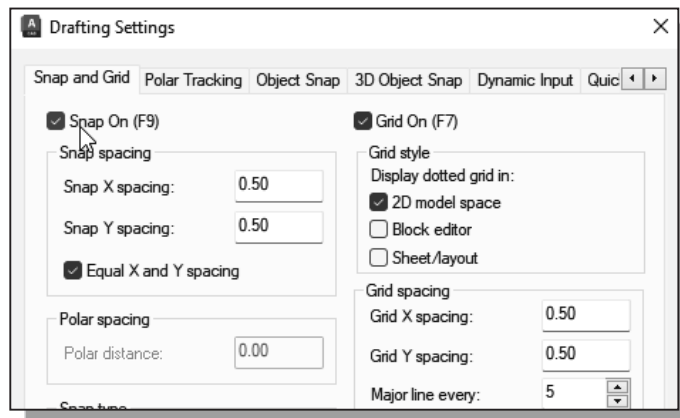 Drafting Settings
Snap and Grid Polar Tracking Object Snap 3D Object Snap Dynamic Input Quic
Snap On (F9)
Snap spacing
Snap X spacing: 0.50
Snap Y spacing: 0.50
Equal X and Y spacing
Polar spacing
Polar distance: 0.00
Snap type
Grid On (F7)
Grid style
Display dotted grid in:
2D model space
Block editor
Sheet/layout
Grid spacing
Grid X spacing: 0.50
Grid Y spacing: 0.50
Major line every: 5